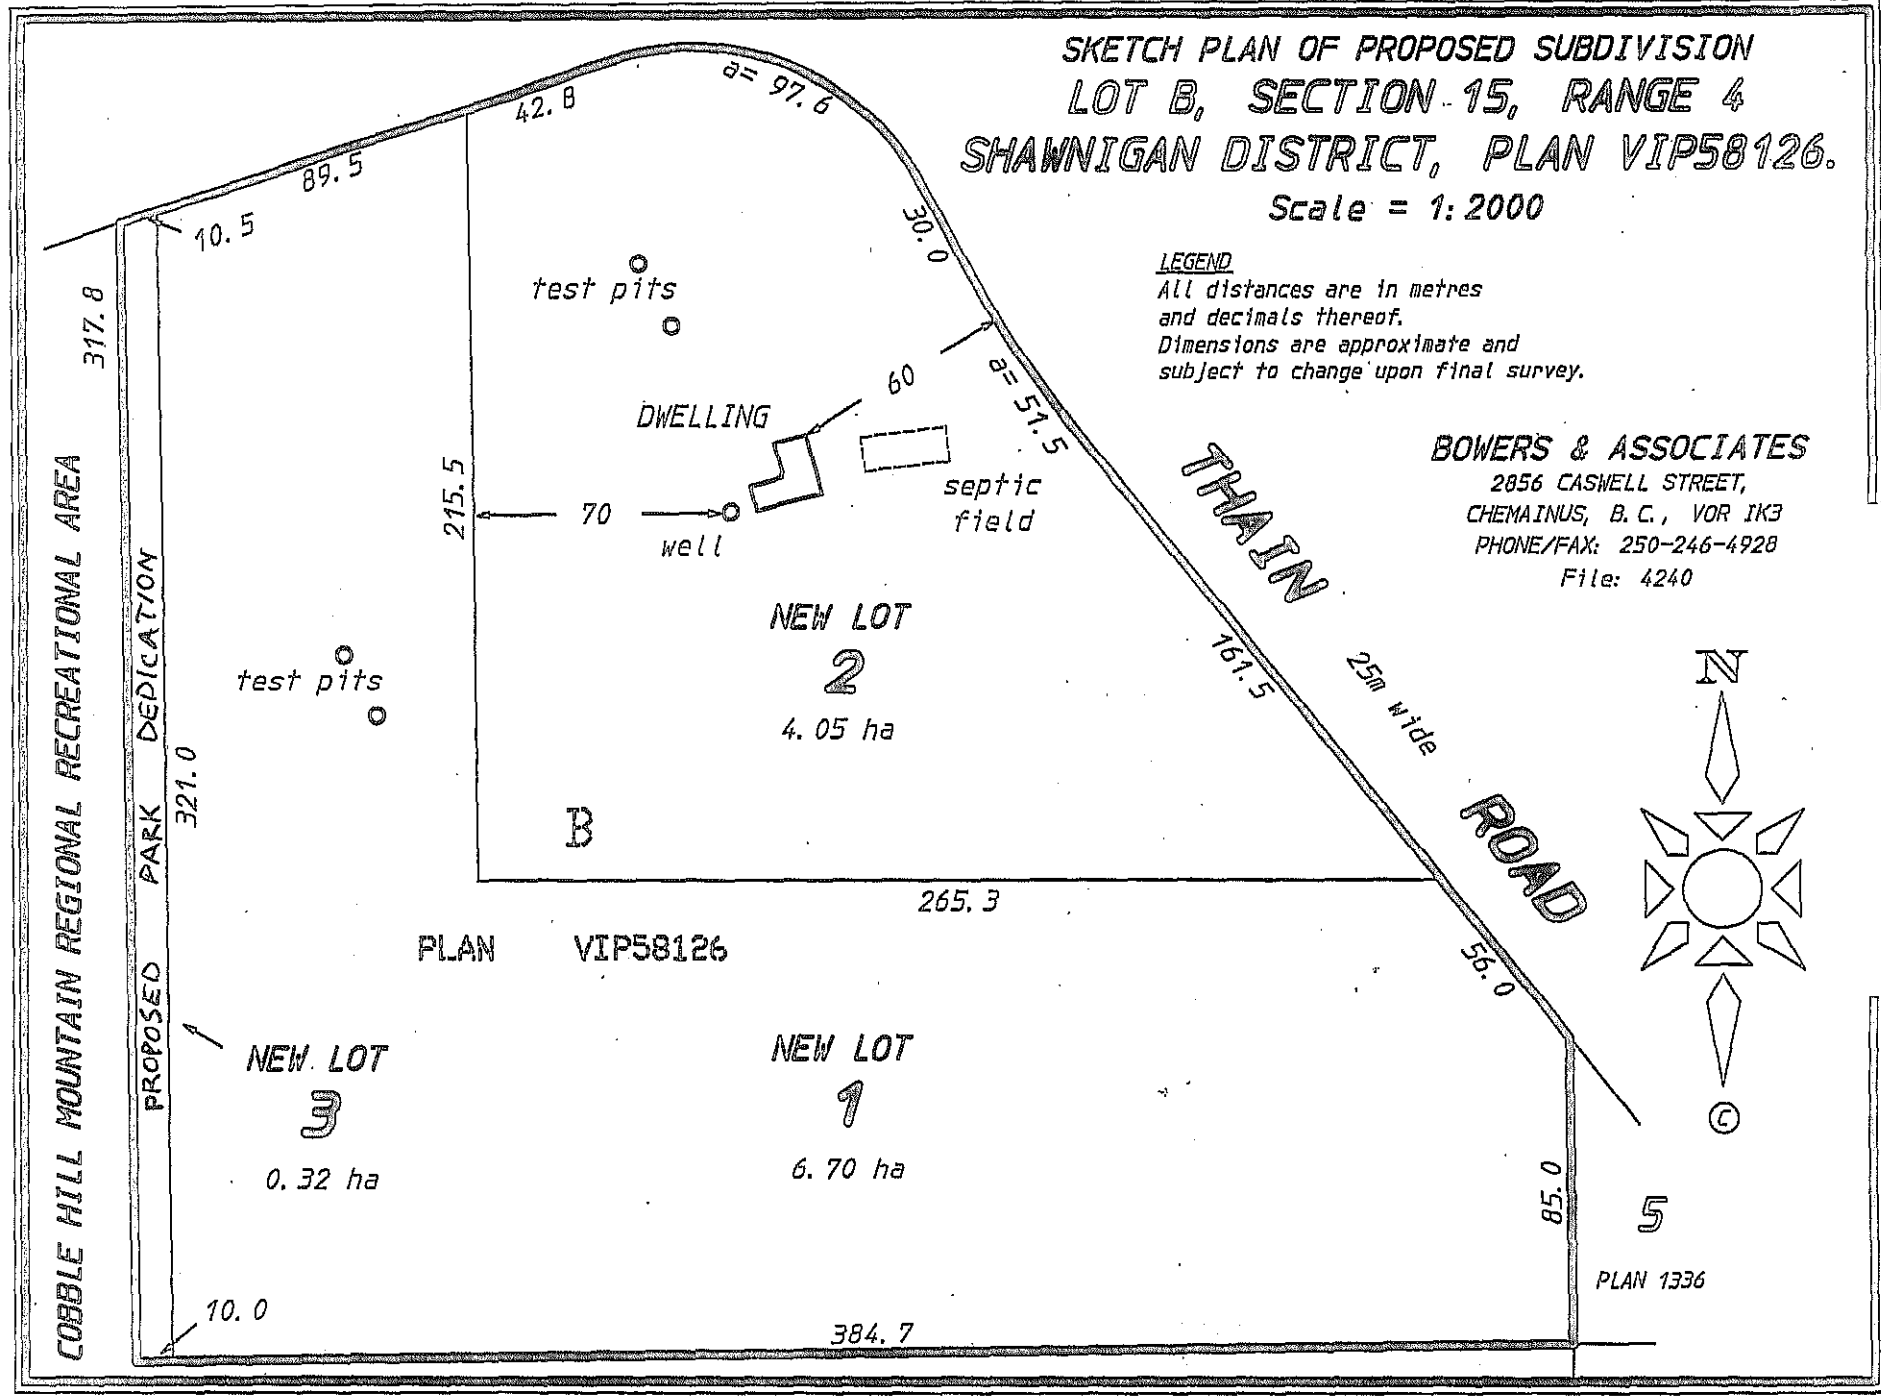 SKETCH PLAN OF PROPOSED SUBDIVISION
LOT B, SECTION 15, RANGE 4
SHAWNIGAN DISTRICT, PLAN VIP58126.
Scale = 1:2000
LEGEND
All distances are in metres
and decimals thereof.
Dimensions are approximate and
subject to change upon final survey.
BOWERS & ASSOCIATES
2856 CASWELL STREET,
CHEMAINUS, B.C., VOR IK3
PHONE/FAX: 250-246-4928
File: 4240
a= 97.6
42.8
89.5
10.5
30.0
317.8
test pits
60
a= 51.5
DWELLING
215.5
70
well
septic
field
THAIN
ROAD
25m wide
161.5
NEW LOT
2
4.05 ha
test pits
321.0
B
265.3
COBBLE HILL MOUNTAIN REGIONAL RECREATIONAL AREA
PROPOSED PARK DEDICATION
PLAN VIP58126
56.0
NEW LOT
3
0.32 ha
NEW LOT
1
6.70 ha
85.0
5
PLAN 1336
10.0
384.7
N
C